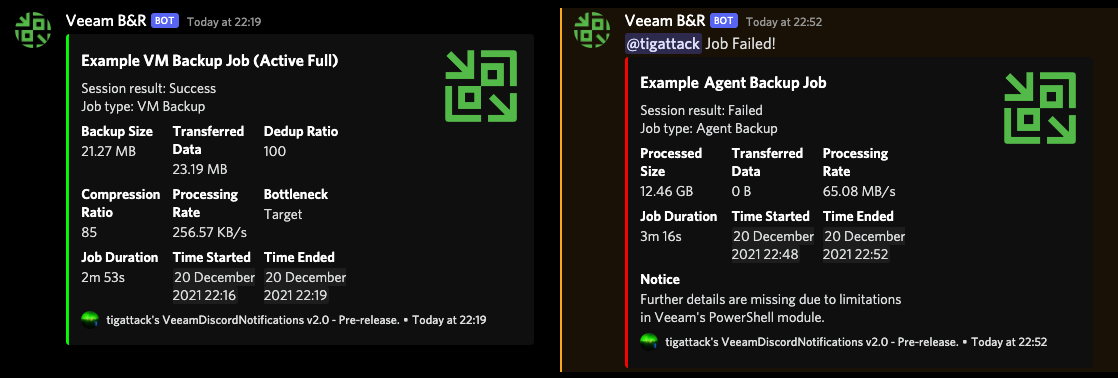 Veeam B&R BOT Today at 22:19
Example VM Backup Job (Active Full)
Session result: Success
Job type: VM Backup
Backup Size
21.27 MB
Transferred
Data
23.19 MB
Dedup Ratio
100
Compression
Ratio
85
Processing
Rate
256.57 KB/s
Bottleneck
Target
Job Duration
2m 53s
Time Started
20 December
2021 22:16
Time Ended
20 December
2021 22:19
tigattack's VeeamDiscordNotifications v2.0 - Pre-release. • Today at 22:19
Veeam B&R BOT Today at 22:52
@tigattack Job Failed!
Example Agent Backup Job
Session result: Failed
Job type: Agent Backup
Processed
Size
12.46 GB
Transferred
Data
0 B
Processing
Rate
65.08 MB/s
Job Duration
3m 16s
Time Started
20 December
2021 22:48
Time Ended
20 December
2021 22:52
Notice
Further details are missing due to limitations
in Veeam's PowerShell module.
tigattack's VeeamDiscordNotifications v2.0 - Pre-release. • Today at 22:52